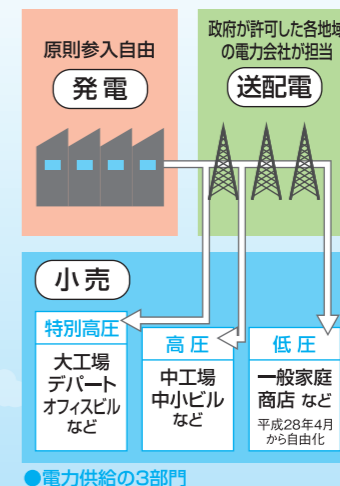 原則参入自由
発電
政府が許可した各地域
の電力会社が担当
送配電
小売
特別高圧
大工場
デパート
オフィスビル
など
高圧
中工場
中小ビル
など
低圧
一般家庭
商店 など
平成28年4月
から自由化
●電力供給の3部門